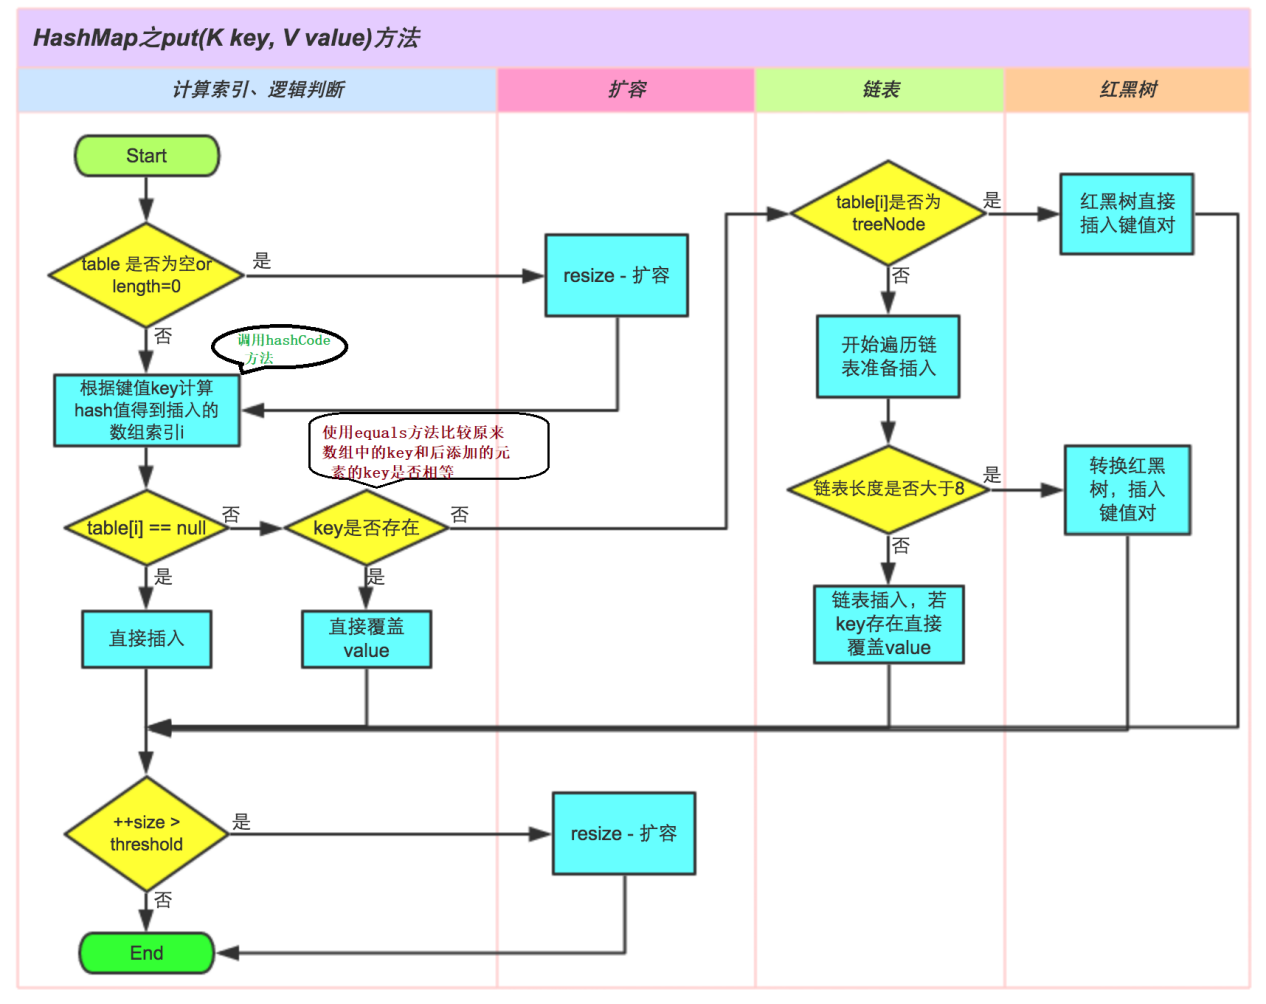 HashMap之put(K key, V value)方法
计算索引、逻辑判断
扩容
链表
红黑树
Start
table 是否为空or
length=0
是
否
resize - 扩容
调用hashCode
方法
根据键值key计算
hash值得到插入的
数组索引i
使用equals方法比较原来
数组中的key和后添加的元
素的key是否相等
table[i] == null
否
是
key是否存在
否
是
直接插入
直接覆盖
value
table[i]是否为
treeNode
是
否
红黑树直接
插入键值对
开始遍历链
表准备插入
链表长度是否大于8
是
否
转换红黑
树，插入
键值对
链表插入，若
key存在直接
覆盖value
++size >
threshold
是
否
resize - 扩容
End